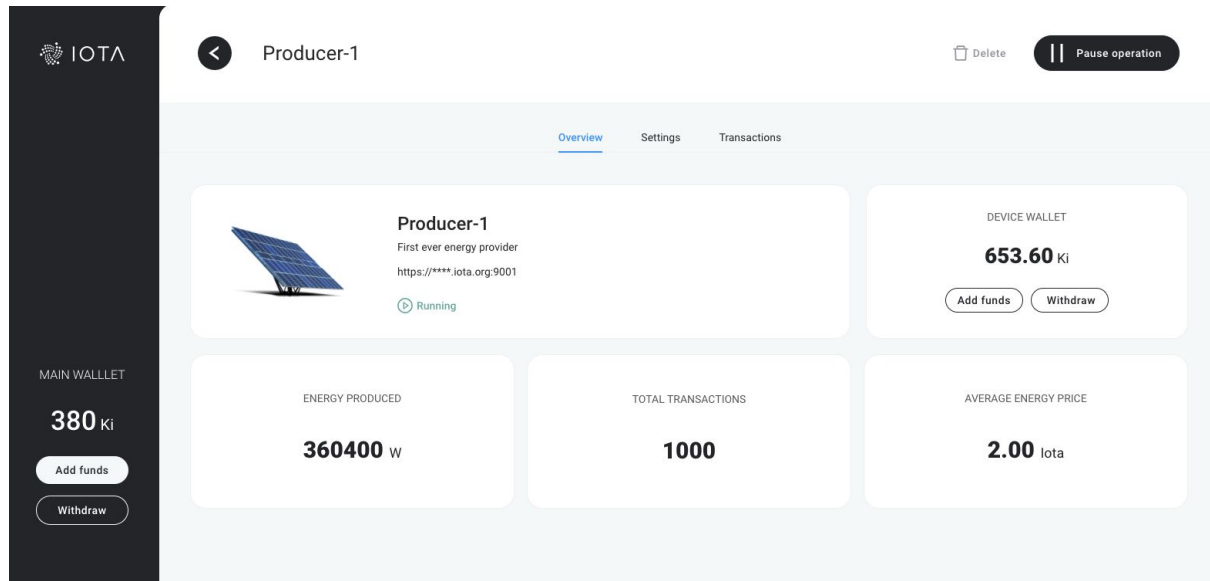 IOTA
Producer-1
Delete
Pause operation
Overview Settings Transactions
Producer-1
First ever energy provider
https://****.iota.org:9001
Running
DEVICE WALLET
653.60 Ki
Add funds Withdraw
MAIN WALLLET
380 Ki
Add funds
Withdraw
ENERGY PRODUCED
360400 W
TOTAL TRANSACTIONS
1000
AVERAGE ENERGY PRICE
2.00 Iota